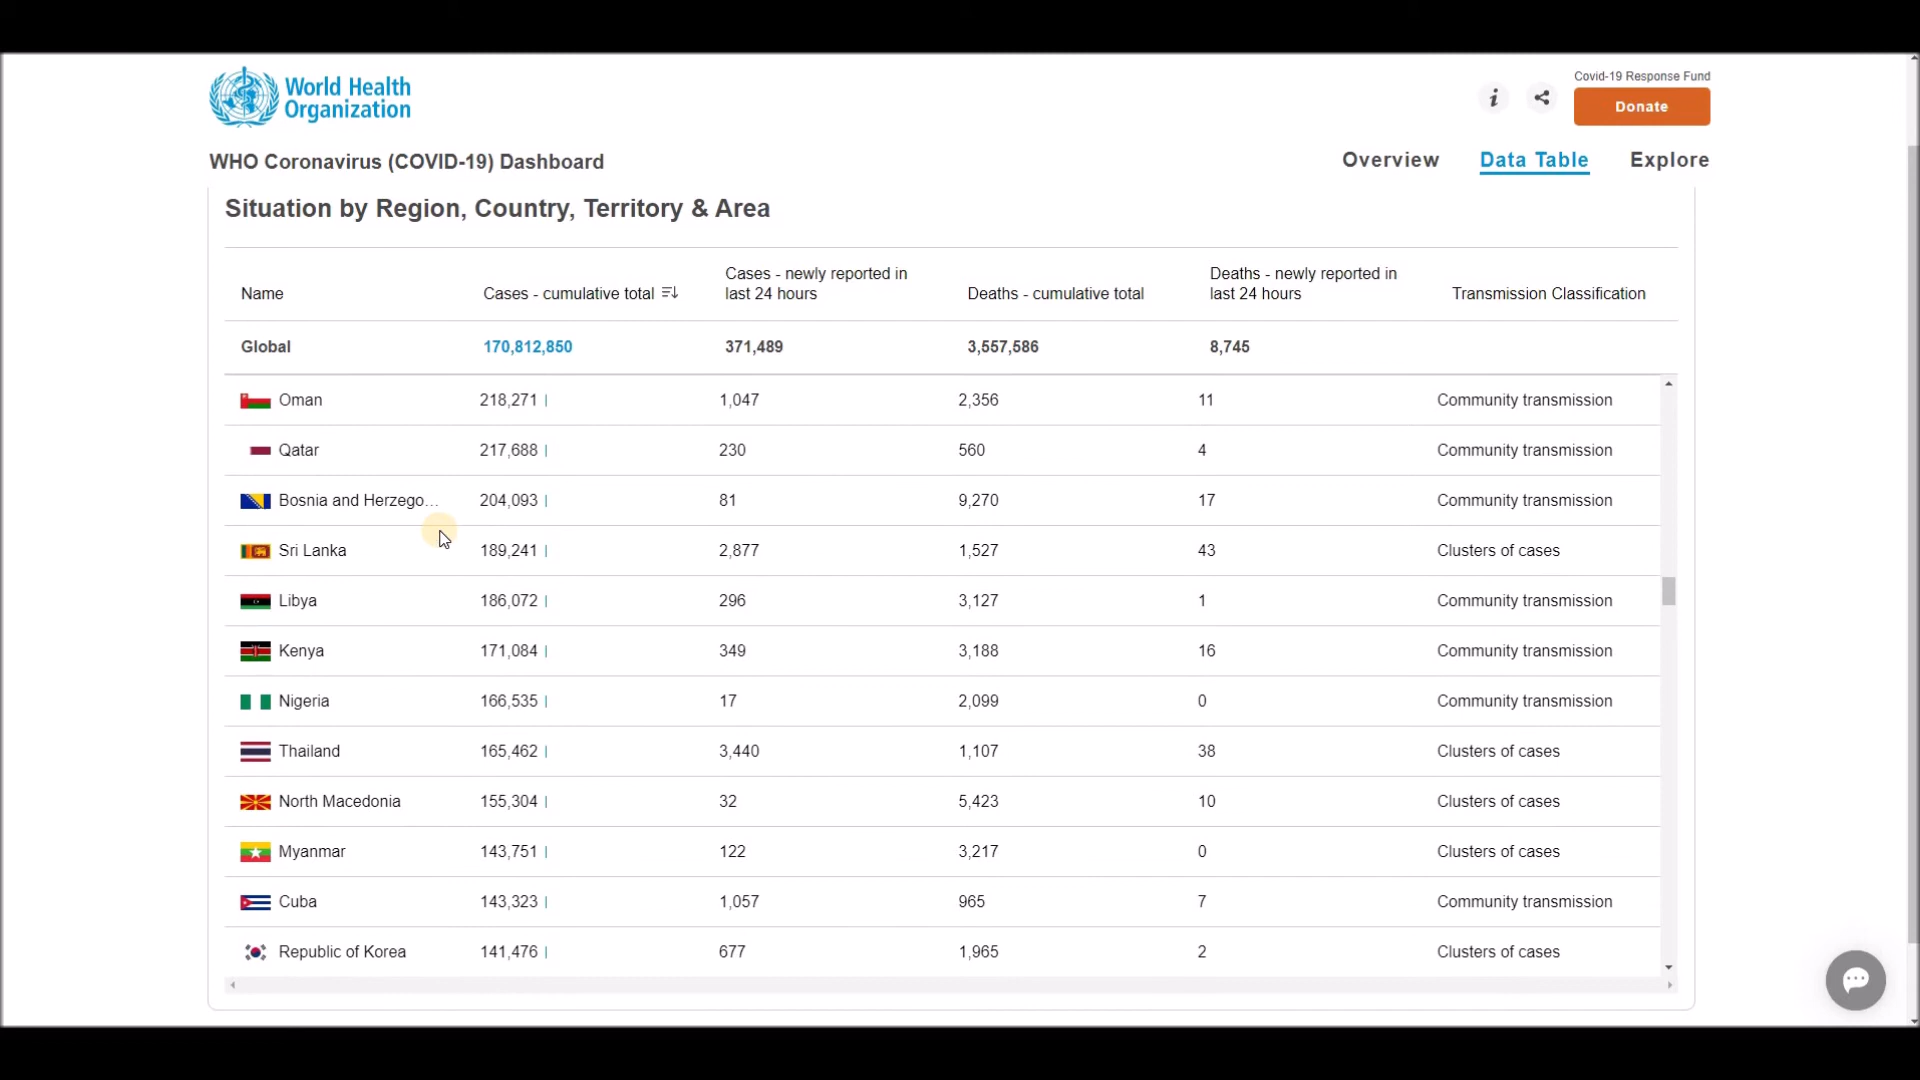 World Health
Organization
Covid-19 Response Fund
Donate
WHO Coronavirus (COVID-19) Dashboard
Overview Data Table Explore
Situation by Region, Country, Territory & Area
Name Cases - cumulative total Cases - newly reported in last 24 hours Deaths - cumulative total Deaths - newly reported in last 24 hours Transmission Classification
Global 170,812,850 371,489 3,557,586 8,745
Oman 218,271 1,047 2,356 11 Community transmission
Qatar 217,688 230 560 4 Community transmission
Bosnia and Herzego... 204,093 81 9,270 17 Community transmission
Sri Lanka 189,241 2,877 1,527 43 Clusters of cases
Libya 186,072 296 3,127 1 Community transmission
Kenya 171,084 349 3,188 16 Community transmission
Nigeria 166,535 17 2,099 0 Community transmission
Thailand 165,462 3,440 1,107 38 Clusters of cases
North Macedonia 155,304 32 5,423 10 Clusters of cases
Myanmar 143,751 122 3,217 0 Clusters of cases
Cuba 143,323 1,057 965 7 Community transmission
Republic of Korea 141,476 677 1,965 2 Clusters of cases